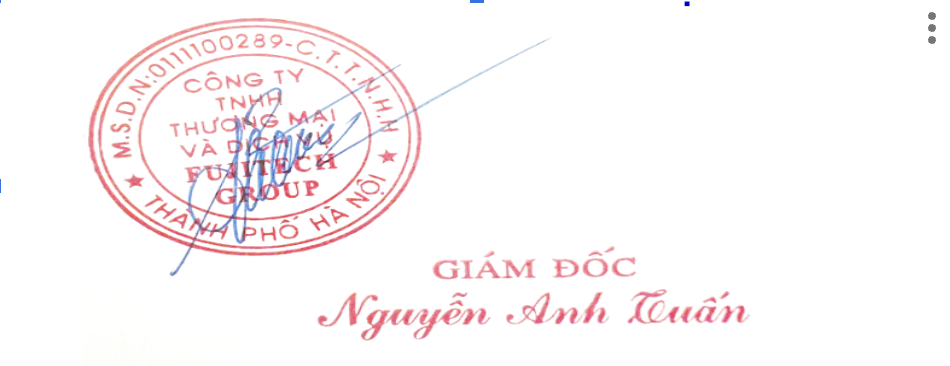 M.S.D.N:0111100289-C.T.T.N.H.H
CÔNG TY
TNHH
THƯƠNG MẠI
VÀ DỊCH VỤ
FUJITECH
GROUP
★ THÀNH PHỐ HÀ NỘI ★
GIÁM ĐỐC
Nguyễn Anh Tuấn